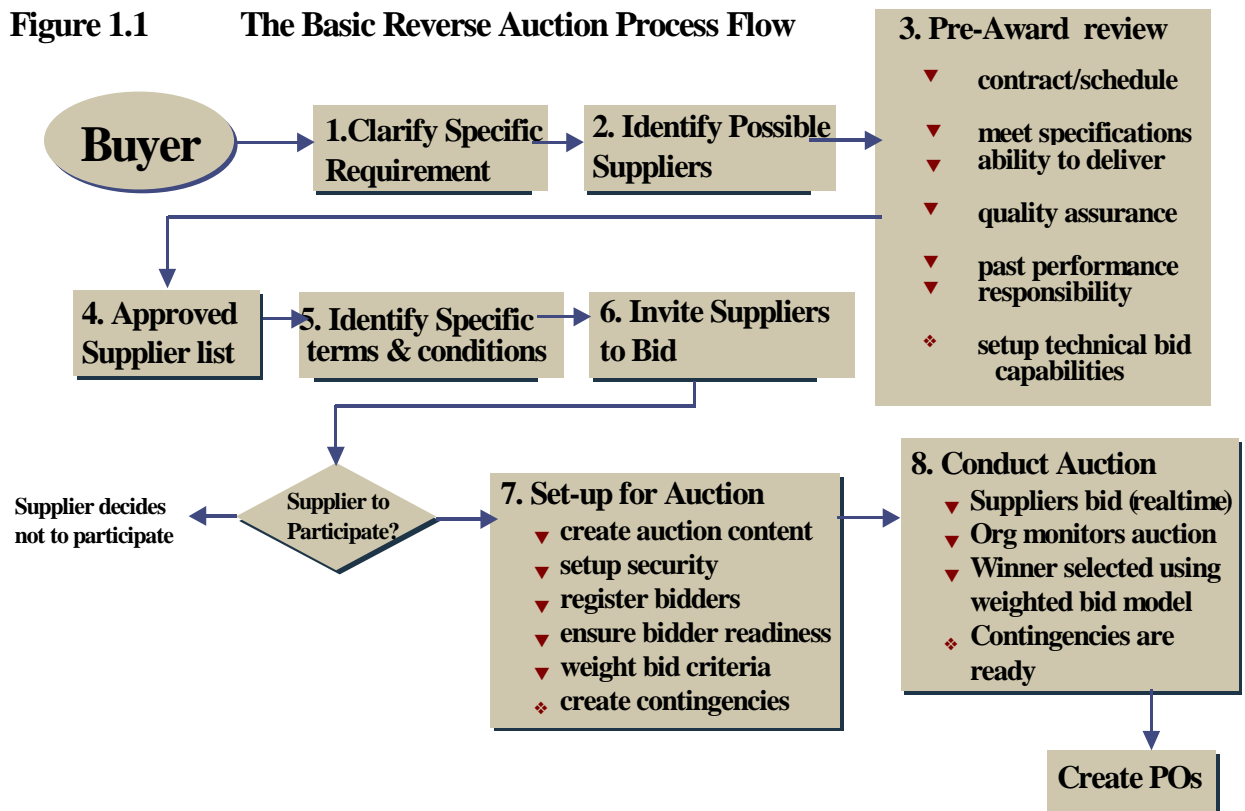 Figure 1.1 The Basic Reverse Auction Process Flow
Buyer
1.Clarify Specific
Requirement
2. Identify Possible
Suppliers
3. Pre-Award review
contract/schedule
meet specifications
ability to deliver
quality assurance
past performance
responsibility
setup technical bid
capabilities
4. Approved
Supplier list
5. Identify Specific
terms & conditions
6. Invite Suppliers
to Bid
Supplier to
Participate?
Supplier decides
not to participate
7. Set-up for Auction
create auction content
setup security
register bidders
ensure bidder readiness
weight bid criteria
create contingencies
8. Conduct Auction
Suppliers bid (realtime)
Org monitors auction
Winner selected using
weighted bid model
Contingencies are
ready
Create POs